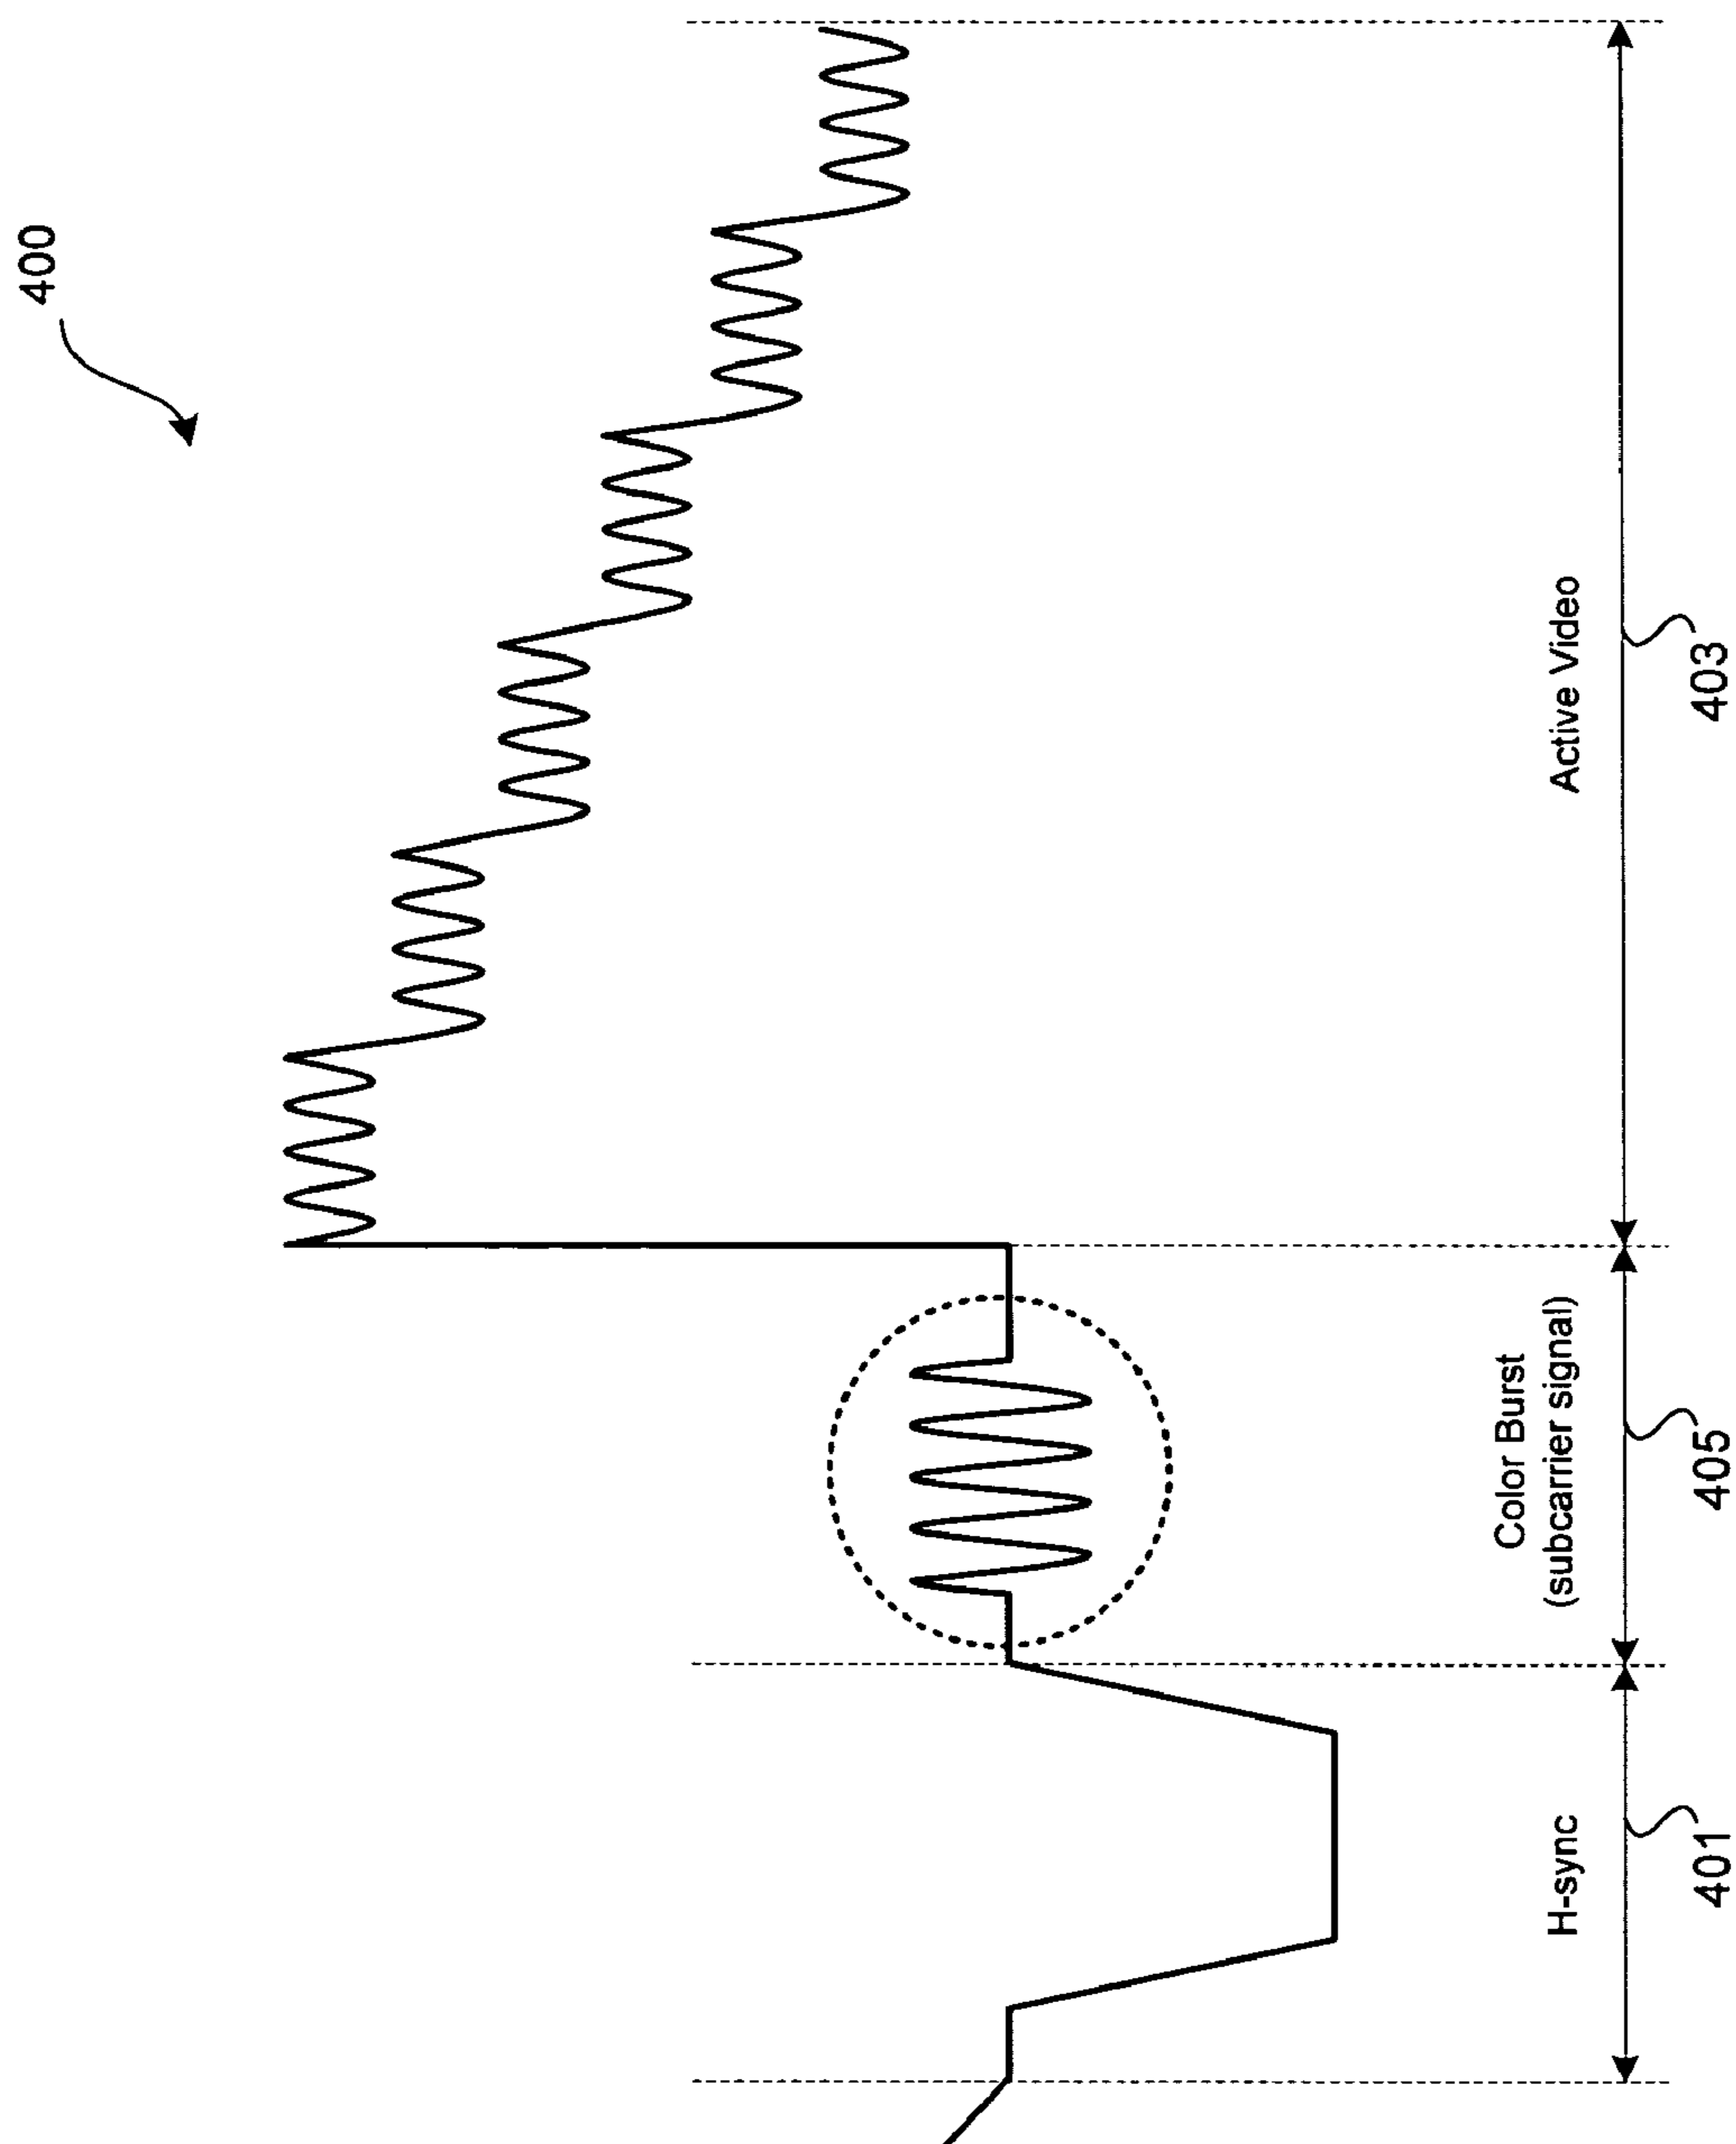 400
H-sync
Color Burst
(subcarrier signal)
Active Video
401
405
403